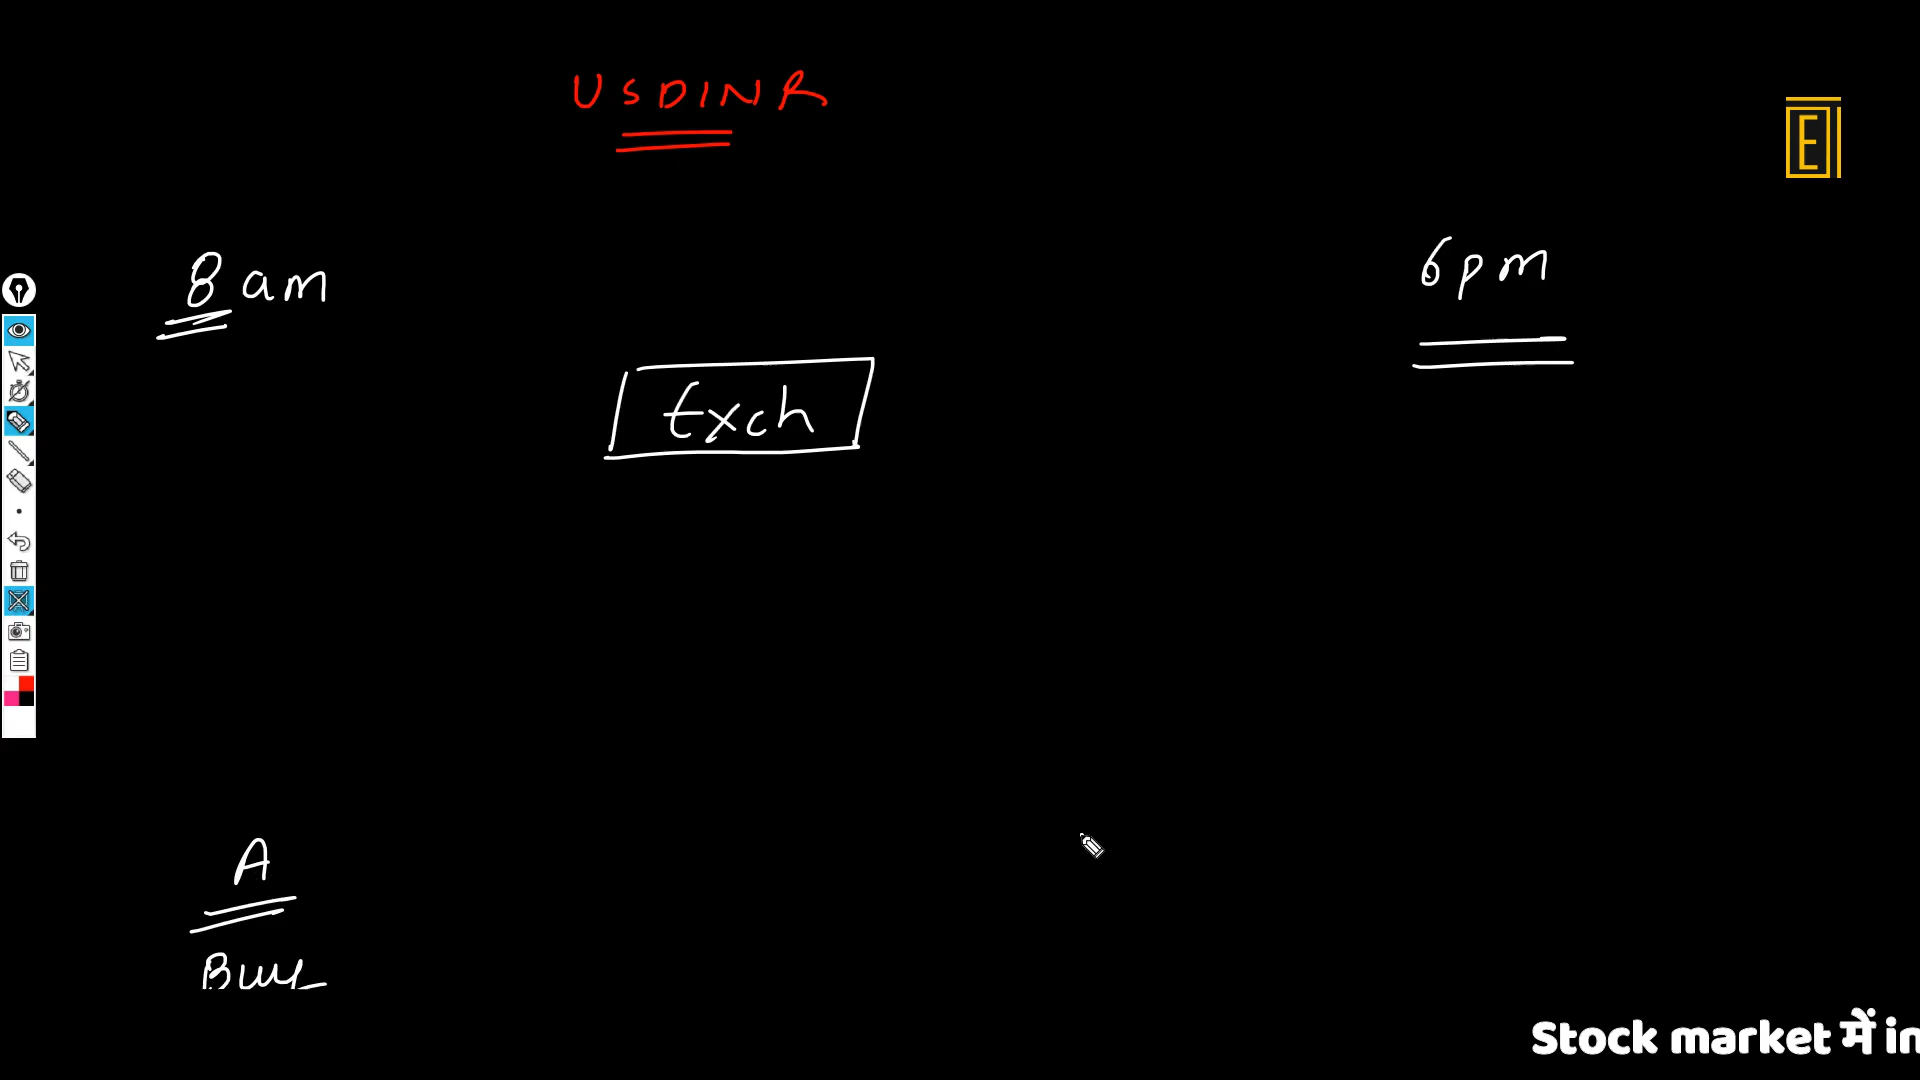 USDINR
8 am
6pm
Exch
A
Buy
Stock market में in